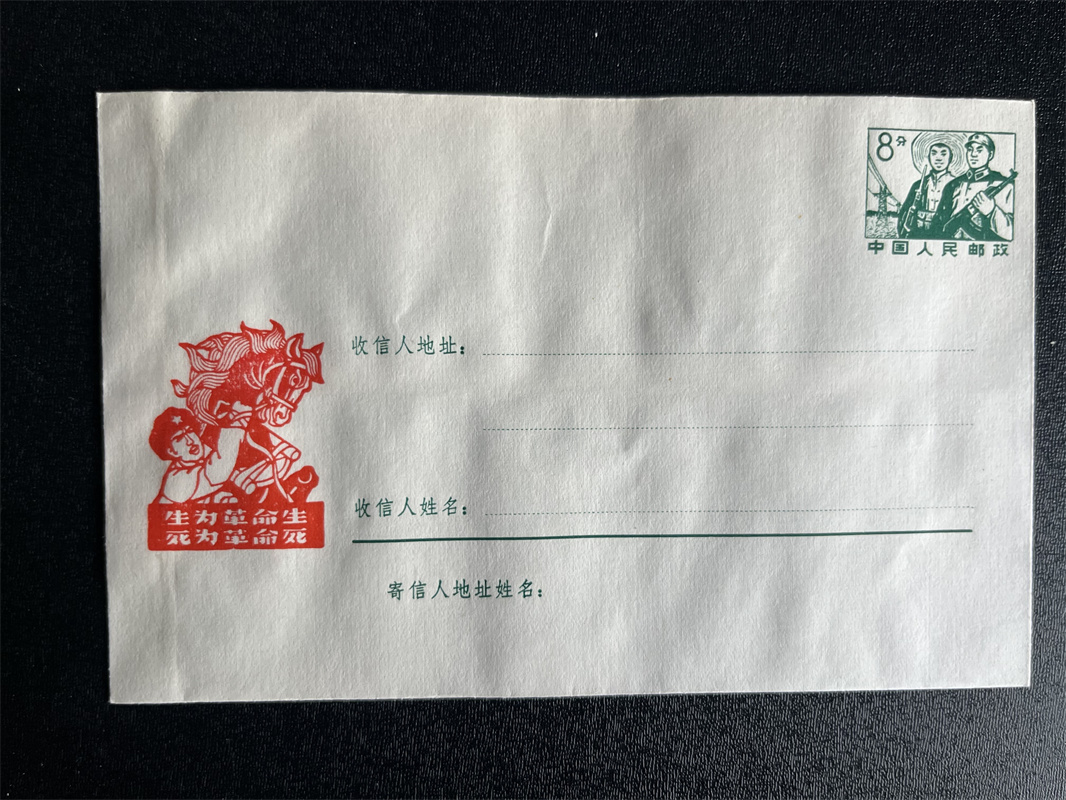 8分
中国人民邮政
收信人地址：
收信人姓名：
生为革命生
死为革命死
寄信人地址姓名：